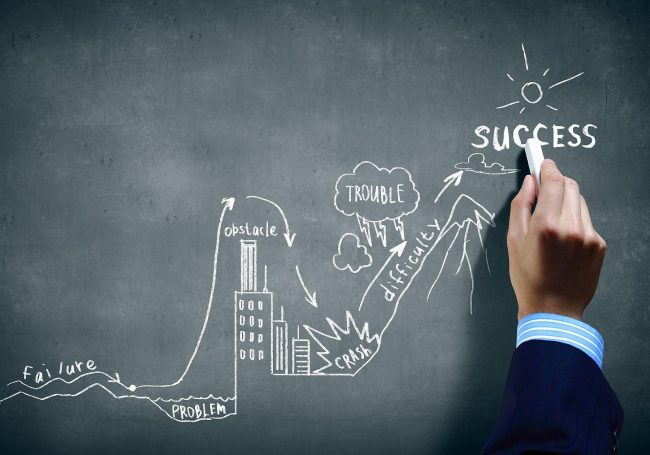 SUCCESS
TROUBLE
obstacle
difficulty
CRASH
failure
PROBLEM